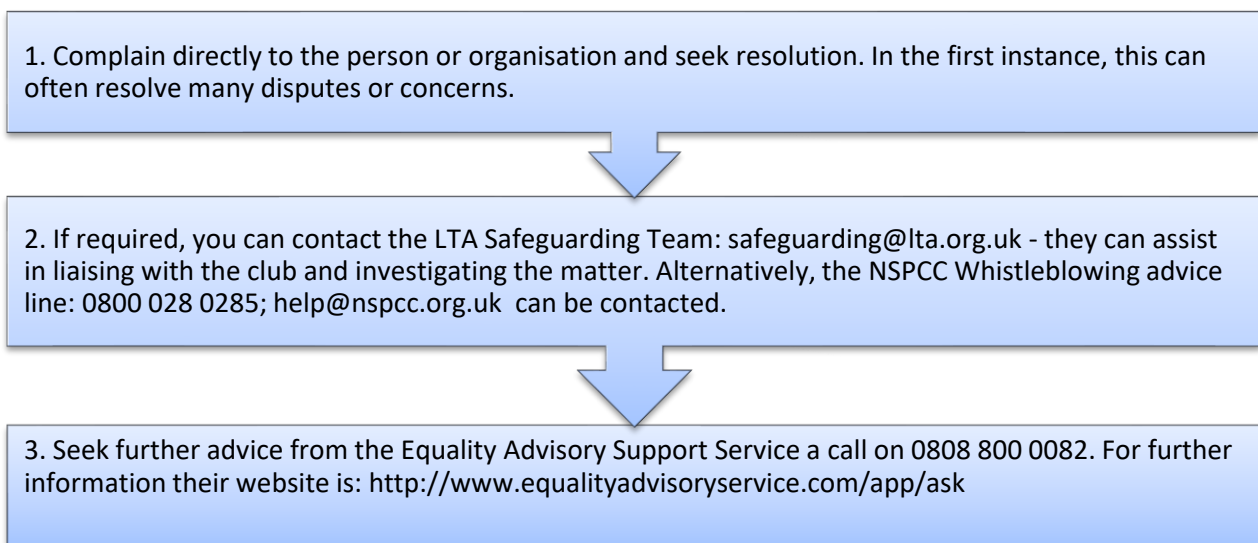 1. Complain directly to the person or organisation and seek resolution. In the first instance, this can
often resolve many disputes or concerns.
2. If required, you can contact the LTA Safeguarding Team: safeguarding@lta.org.uk - they can assist
in liaising with the club and investigating the matter. Alternatively, the NSPCC Whistleblowing advice
line: 0800 028 0285; help@nspcc.org.uk  can be contacted.
3. Seek further advice from the Equality Advisory Support Service a call on 0808 800 0082. For further
information their website is: http://www.equalityadvisoryservice.com/app/ask